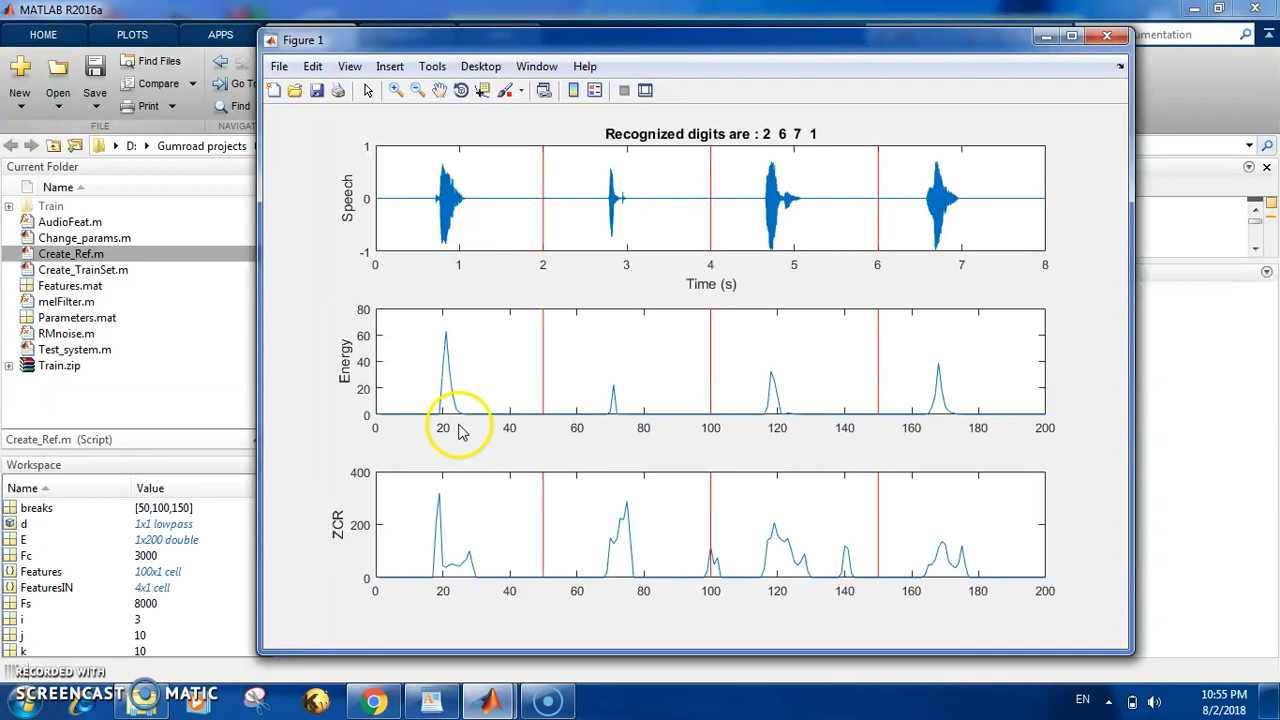 MATLAB R2016a
HOME PLOTS APPS
umentation
New Open Save
Find Files
Compare
Print
Go To
Find
FILE NAVIGAT
D: Gumroad projects
Current Folder
Name
Train
AudioFeat.m
Change_params.m
Create_Ref.m
Create_TrainSet.m
Features.mat
melFilter.m
Parameters.mat
RMnoise.m
Test_system.m
Train.zip
Create_Ref.m (Script)
Workspace
Name Value
breaks [50,100,150]
d 1x1 lowpass
E 1x200 double
Fc 3000
Features 100x1 cell
FeaturesIN 4x1 cell
Fs 8000
i 3
j 10
k 10
Figure 1
File Edit View Insert Tools Desktop Window Help
Recognized digits are : 2 6 7 1
Speech
1
0
-1
0 1 2 3 4 5 6 7 8
Time (s)
Energy
80
60
40
20
0
0 20 40 60 80 100 120 140 160 180 200
ZCR
400
200
0
0 20 40 60 80 100 120 140 160 180 200
RECORDED WITH
SCREENCAST MATIC
EN
10:55 PM
8/2/2018